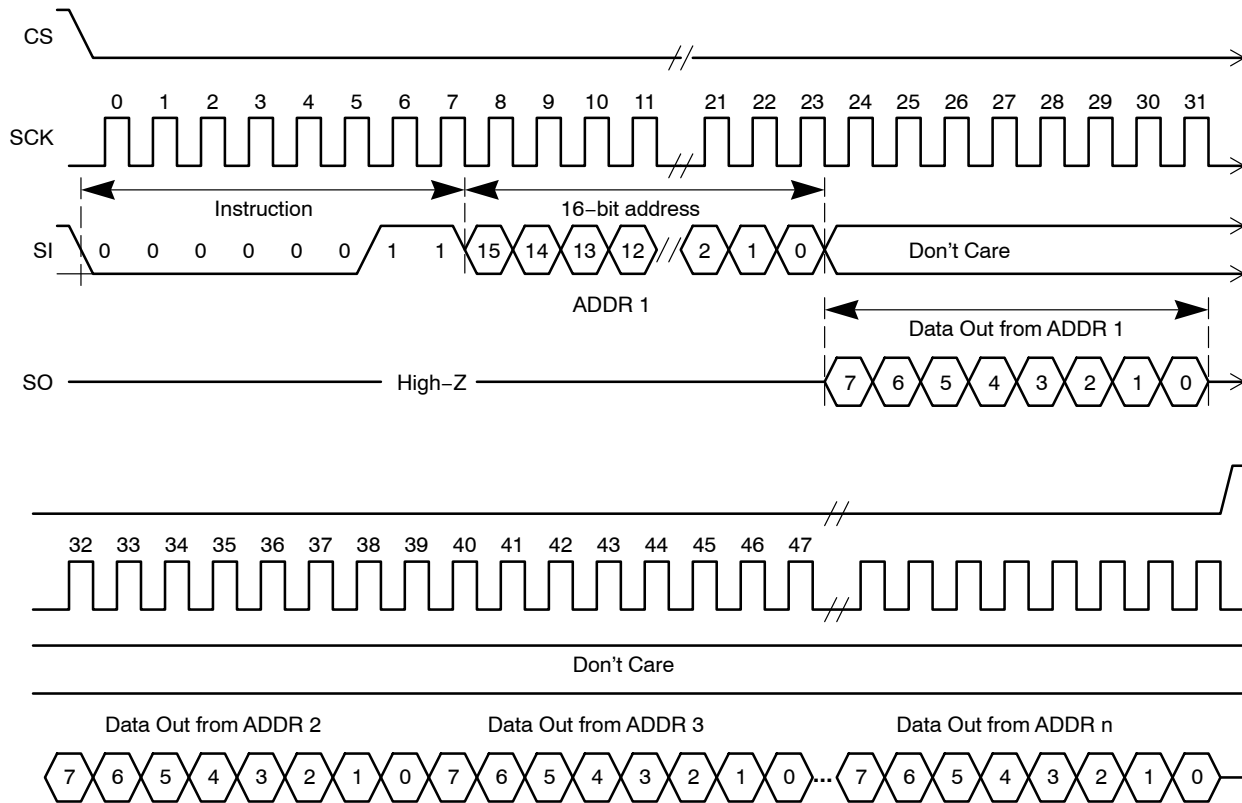 CS
0 1 2 3 4 5 6 7 8 9 10 11 21 22 23 24 25 26 27 28 29 30 31
SCK
Instruction 16−bit address
SI 0 0 0 0 0 0 1 1 15 14 13 12 2 1 0 Don't Care
ADDR 1
Data Out from ADDR 1
SO High−Z 7 6 5 4 3 2 1 0
32 33 34 35 36 37 38 39 40 41 42 43 44 45 46 47
Don't Care
Data Out from ADDR 2 Data Out from ADDR 3 Data Out from ADDR n
7 6 5 4 3 2 1 0 7 6 5 4 3 2 1 0 ... 7 6 5 4 3 2 1 0